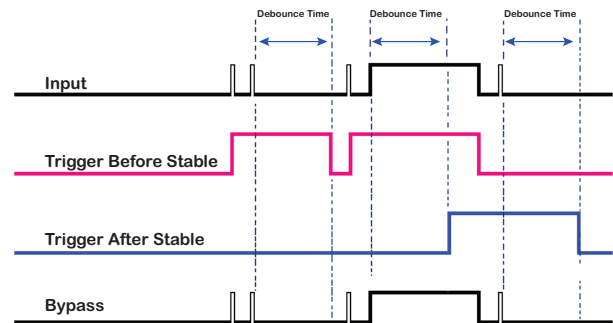 Debounce Time Debounce Time Debounce Time
Input
Trigger Before Stable
Trigger After Stable
Bypass